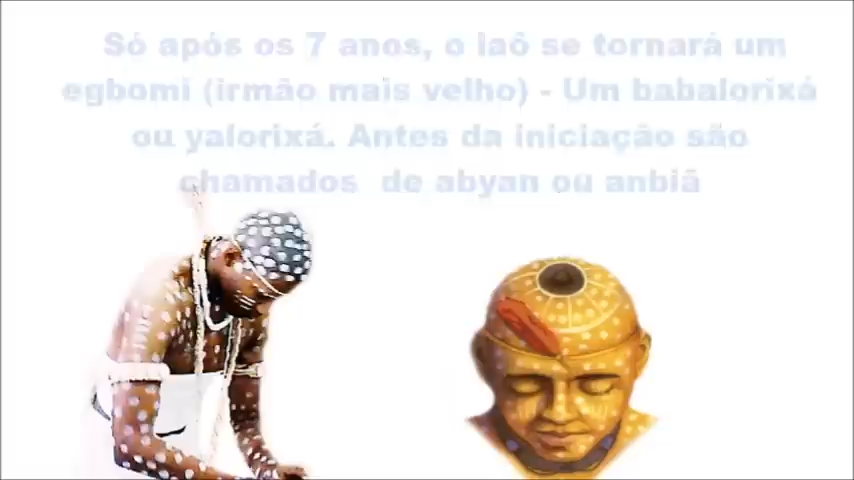 Só após os 7 anos, o iaô se tornará um
egbomi (irmão mais velho) - Um babalorixá
ou yalorixá. Antes da iniciação são
chamados de abyan ou anbiã